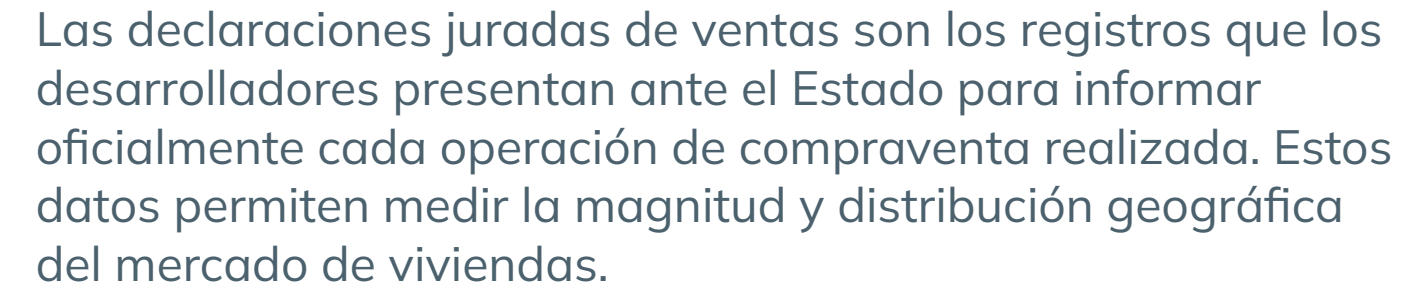 Las declaraciones juradas de ventas son los registros que los
desarrolladores presentan ante el Estado para informar
oficialmente cada operación de compraventa realizada. Estos
datos permiten medir la magnitud y distribución geográfica
del mercado de viviendas.